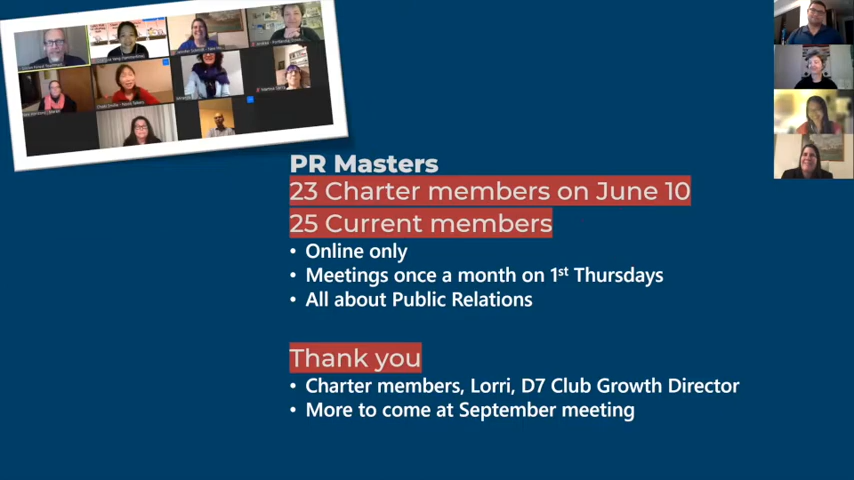 PR Masters
23 Charter members on June 10
25 Current members
• Online only
• Meetings once a month on 1st Thursdays
• All about Public Relations
Thank you
• Charter members, Lorri, D7 Club Growth Director
• More to come at September meeting